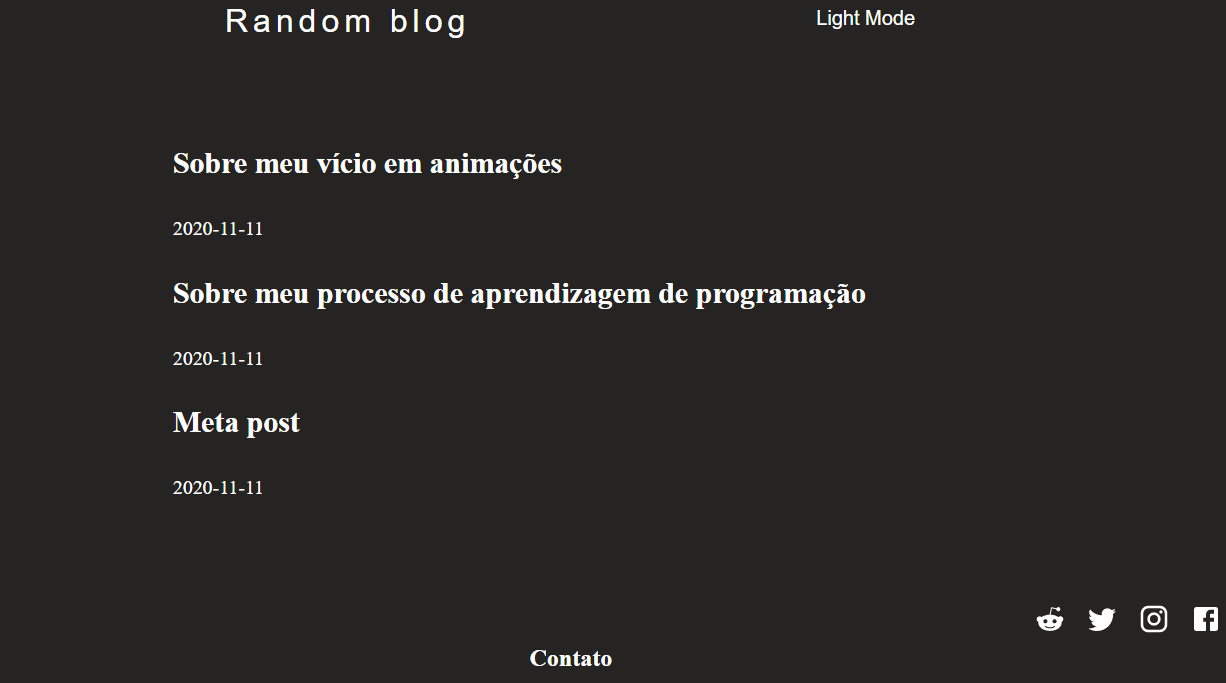 Random blog
Light Mode
Sobre meu vício em animações
2020-11-11
Sobre meu processo de aprendizagem de programação
2020-11-11
Meta post
2020-11-11
Contato